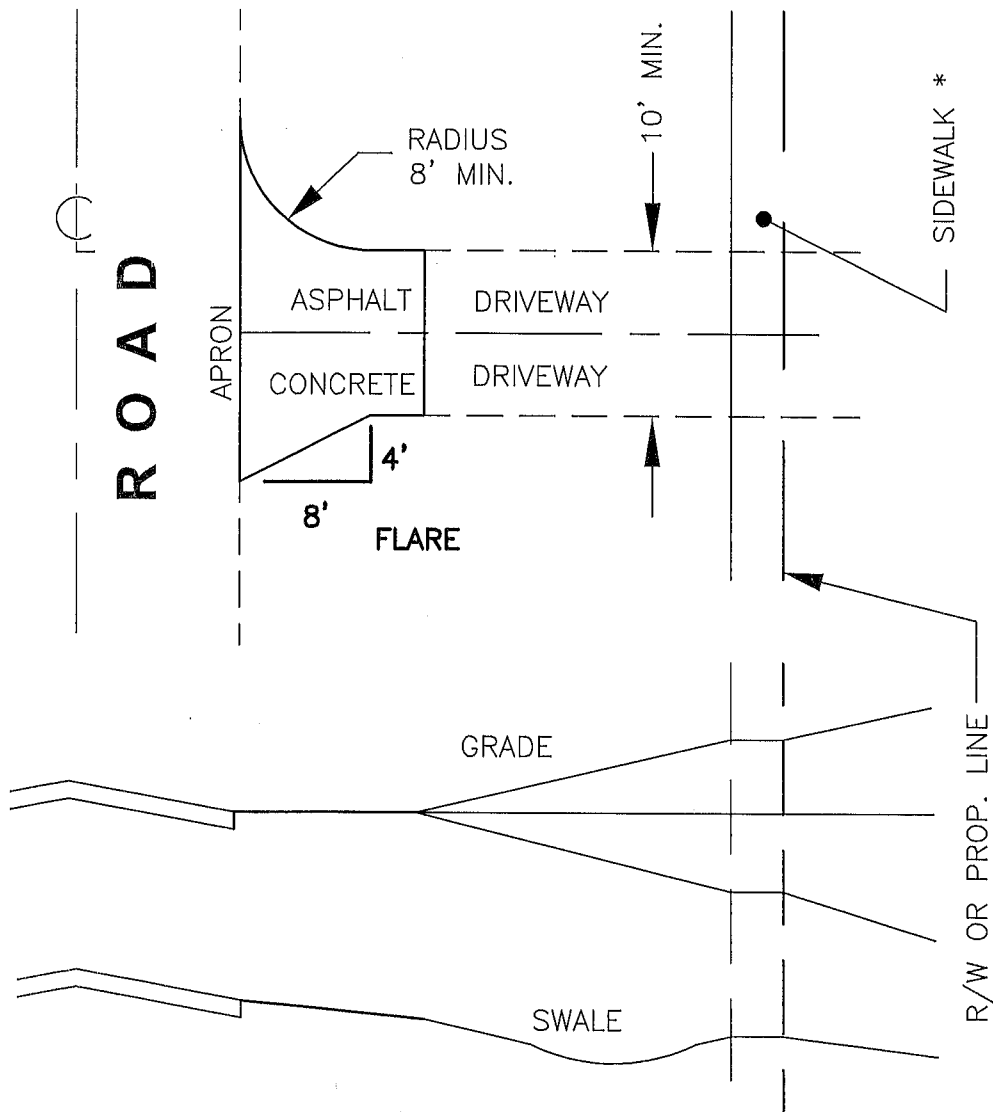 10' MIN.
SIDEWALK *
RADIUS
8' MIN.
ROAD
APRON
ASPHALT
DRIVEWAY
CONCRETE
DRIVEWAY
4'
8'
FLARE
GRADE
R/W OR PROP. LINE
SWALE